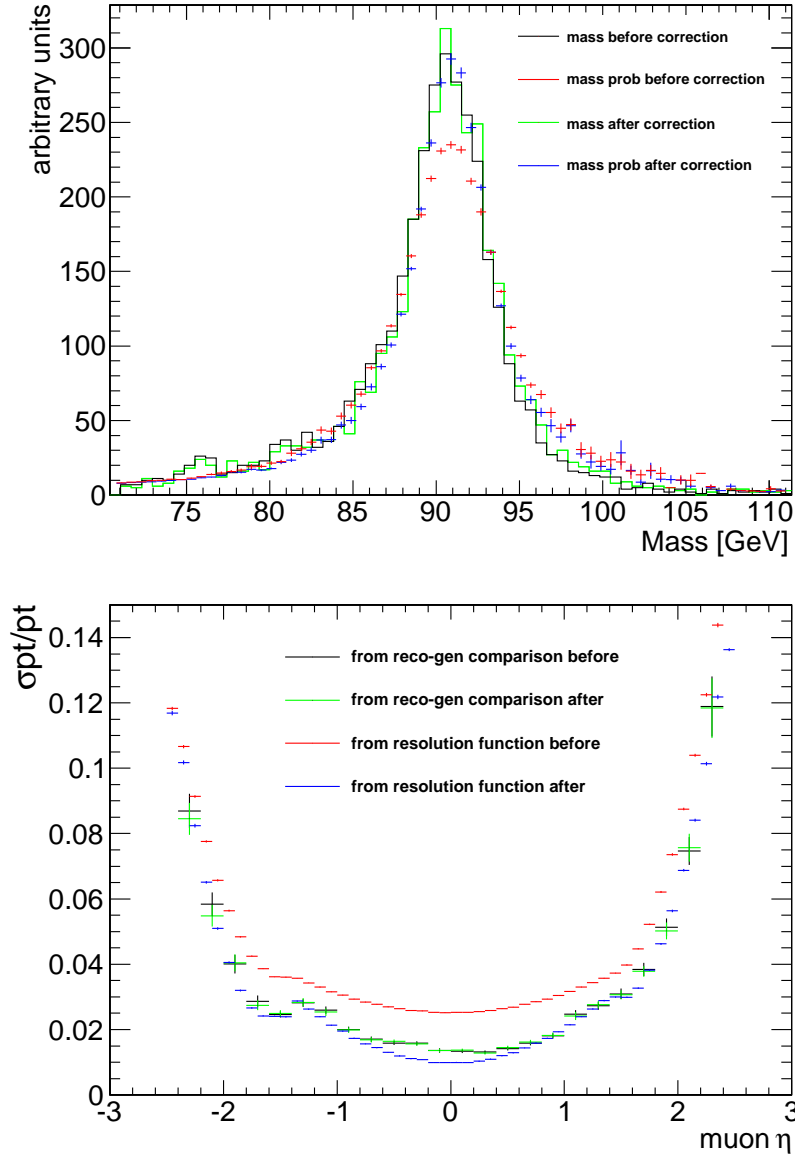 arbitrary units
300
250
200
150
100
50
0
mass before correction
mass prob before correction
mass after correction
mass prob after correction
75 80 85 90 95 100 105 110
Mass [GeV]
σpt/pt
0.14
0.12
0.1
0.08
0.06
0.04
0.02
0
from reco-gen comparison before
from reco-gen comparison after
from resolution function before
from resolution function after
-3 -2 -1 0 1 2 3
muon η